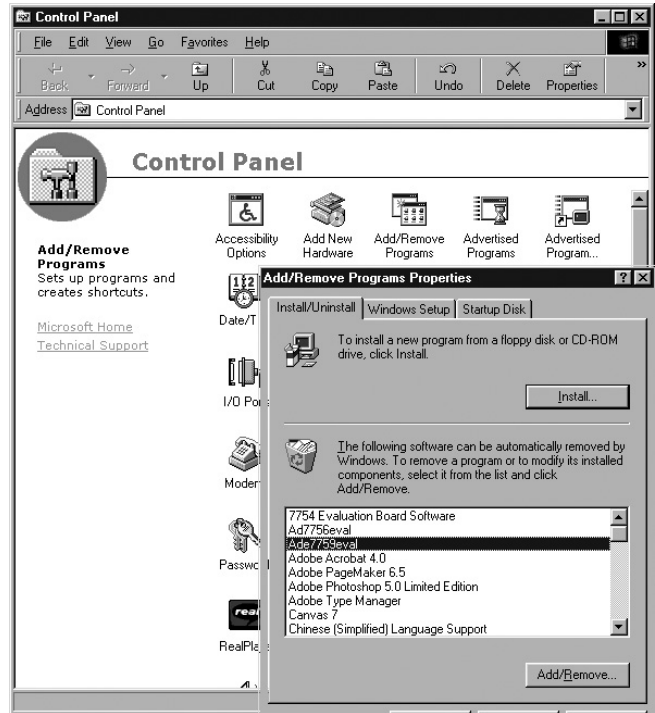 Control Panel
File Edit View Go Favorites Help
Back Forward Up Cut Copy Paste Undo Delete Properties »
Address Control Panel
Control Panel
Add/Remove
Programs
Sets up programs and
creates shortcuts.
Microsoft Home
Technical Support
Accessibility
Options
Add New
Hardware
Add/Remove
Programs
Advertised
Programs
Advertised
Program...
Date/T
I/O Por
Modem
Passwo
real
RealPla
Add/Remove Programs Properties
Install/Uninstall Windows Setup Startup Disk
To install a new program from a floppy disk or CD-ROM
drive, click Install.
Install...
The following software can be automatically removed by
Windows. To remove a program or to modify its installed
components, select it from the list and click
Add/Remove.
7754 Evaluation Board Software
Ad7756eval
Ade7759eval
Adobe Acrobat 4.0
Adobe PageMaker 6.5
Adobe Photoshop 5.0 Limited Edition
Adobe Type Manager
Canvas 7
Chinese (Simplified) Language Support
Add/Remove...